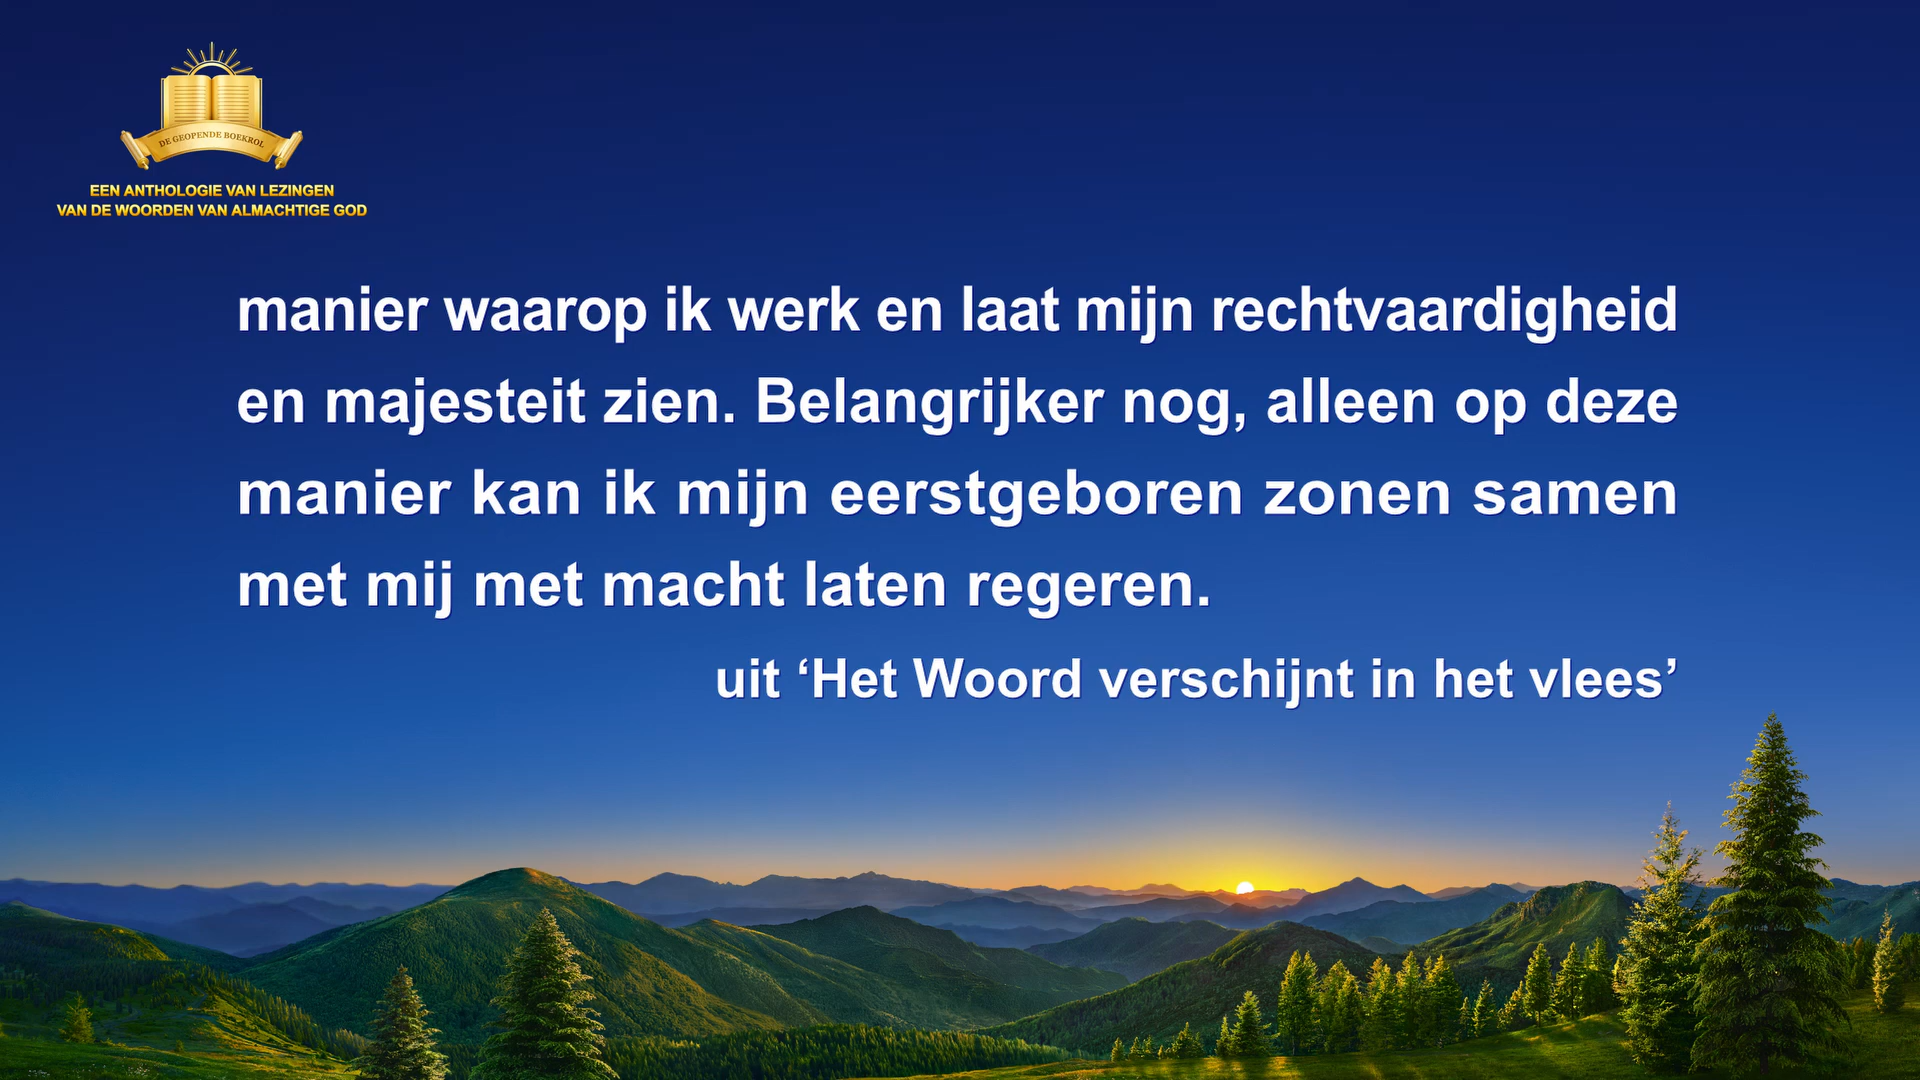 DE GEOPENDE BOEKROL
EEN ANTHOLOGIE VAN LEZINGEN
VAN DE WOORDEN VAN ALMACHTIGE GOD
manier waarop ik werk en laat mijn rechtvaardigheid
en majesteit zien. Belangrijker nog, alleen op deze
manier kan ik mijn eerstgeboren zonen samen
met mij met macht laten regeren.
uit ‘Het Woord verschijnt in het vlees’